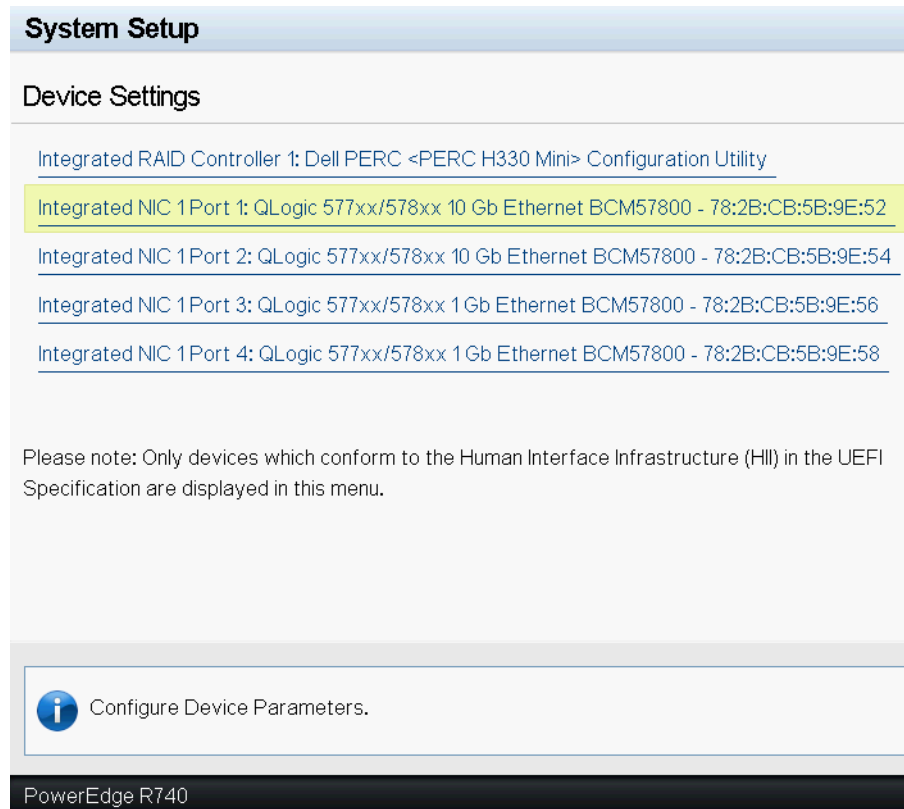 System Setup
Device Settings
Integrated RAID Controller 1: Dell PERC <PERC H330 Mini> Configuration Utility
Integrated NIC 1 Port 1: QLogic 577xx/578xx 10 Gb Ethernet BCM57800 - 78:2B:CB:5B:9E:52
Integrated NIC 1 Port 2: QLogic 577xx/578xx 10 Gb Ethernet BCM57800 - 78:2B:CB:5B:9E:54
Integrated NIC 1 Port 3: QLogic 577xx/578xx 1 Gb Ethernet BCM57800 - 78:2B:CB:5B:9E:56
Integrated NIC 1 Port 4: QLogic 577xx/578xx 1 Gb Ethernet BCM57800 - 78:2B:CB:5B:9E:58
Please note: Only devices which conform to the Human Interface Infrastructure (HII) in the UEFI
Specification are displayed in this menu.
Configure Device Parameters.
PowerEdge R740